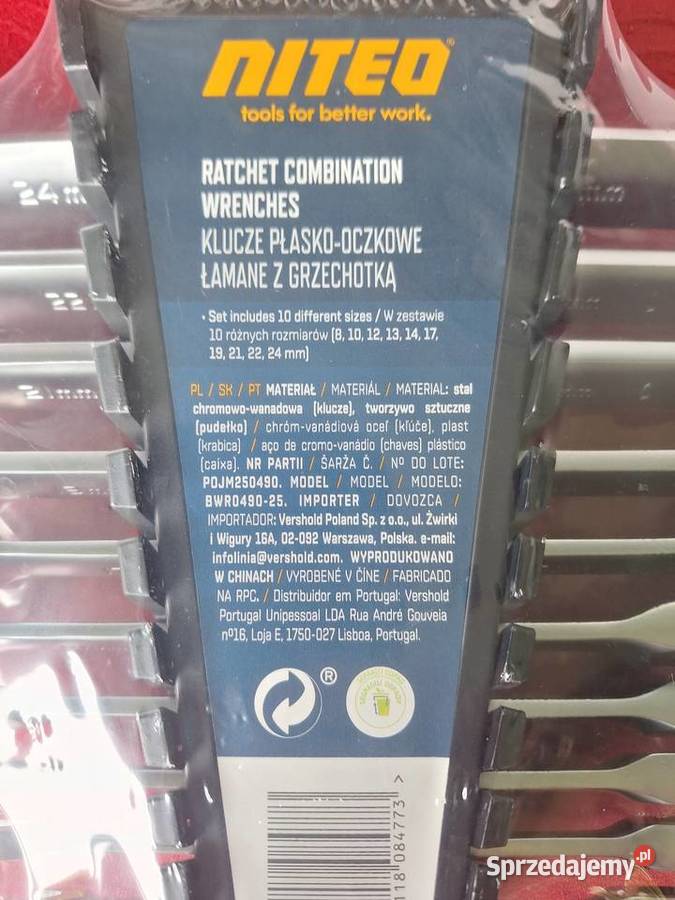 NITEO®
tools for better work.
RATCHET COMBINATION
WRENCHES
KLUCZE PŁASKO-OCZKOWE
ŁAMANE Z GRZECHOTKĄ
• Set includes 10 different sizes / W zestawie
10 różnych rozmiarów (8, 10, 12, 13, 14, 17,
19, 21, 22, 24 mm)
PL / SK / PT MATERIAŁ / MATERIÁL / MATERIAL: stal
chromowo-wanadowa (klucze), tworzywo sztuczne
(pudełko) / chróm-vanádiová oceľ (kľúče), plast
(krabica) / aço de cromo-vanádio (chaves) plástico
(caixa). NR PARTII / ŠARŽA Č. / Nº DO LOTE:
POJM250490. MODEL / MODEL / MODELO:
BWR0490-25. IMPORTER / DOVOZCA /
IMPORTADOR: Vershold Poland Sp. z o.o., ul. Żwirki
i Wigury 16A, 02-092 Warszawa, Polska. e-mail:
infolinia@vershold.com. WYPRODUKOWANO
W CHINACH / VYROBENÉ V ČÍNE / FABRICADO
NA RPC. / Distribuidor em Portugal: Vershold
Portugal Unipessoal LDA Rua André Gouveia
nº16, Loja E, 1750-027 Lisboa, Portugal.
®
118 084773 >
24 m
mm
22
21mm
Sprzedajemy.pl